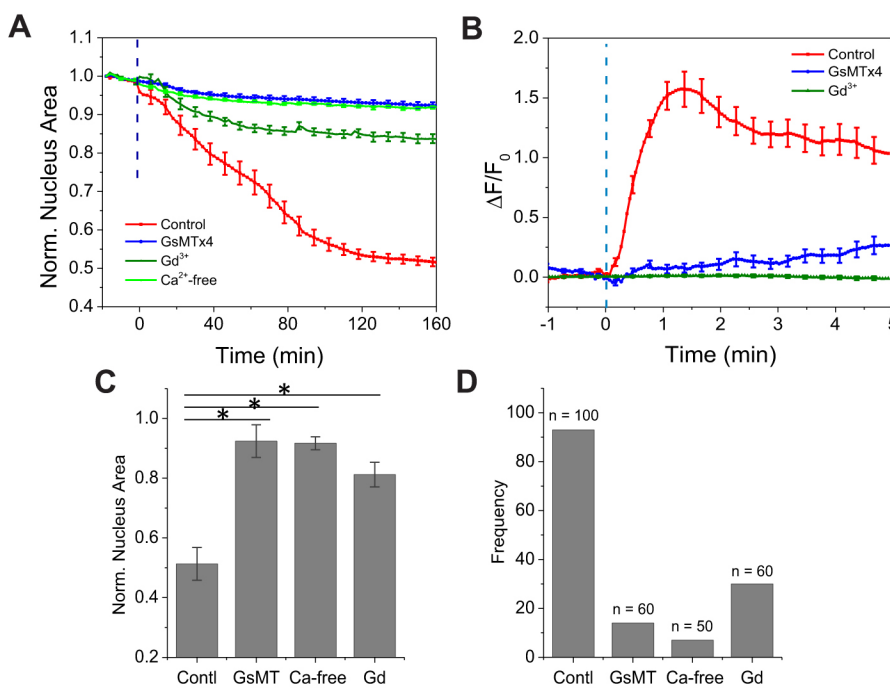 A
1.1
1.0
0.9
0.8
0.7
0.6
0.5
0.4
Norm. Nucleus Area
Control
GsMTx4
Gd³⁺
Ca²⁺-free
0 40 80 120 160
Time (min)
B
2.0
1.5
1.0
0.5
0.0
ΔF/F₀
Control
GsMTx4
Gd³⁺
-1 0 1 2 3 4 5
Time (min)
C
* * *
1.0
0.8
0.6
0.4
0.2
Norm. Nucleus Area
Contl GsMT Ca-free Gd
D
100
80
60
40
20
0
Frequency
n = 100
n = 60
n = 50
n = 60
Contl GsMT Ca-free Gd